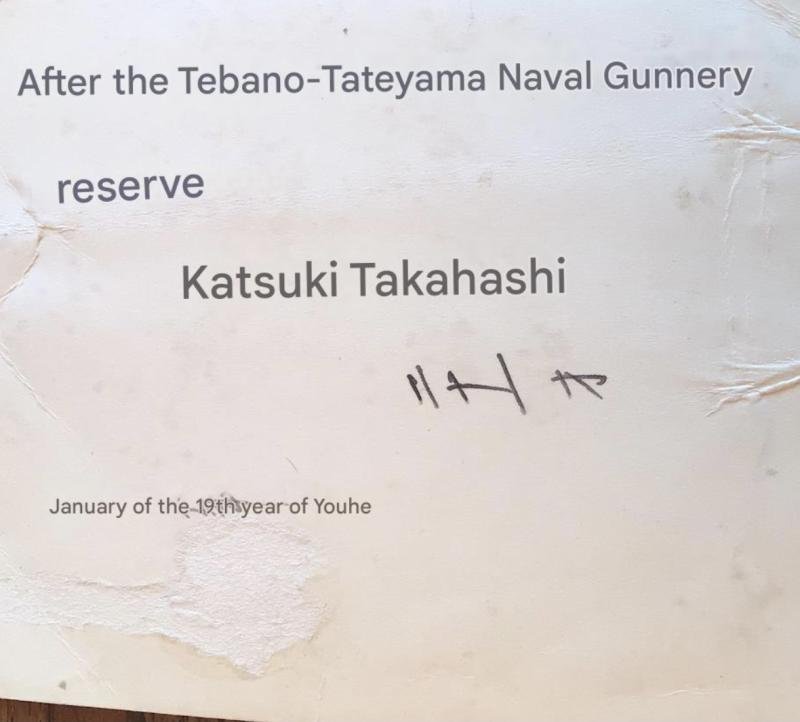 After the Tebano-Tateyama Naval Gunnery
reserve
Katsuki Takahashi
January of the 19th year of Youhe